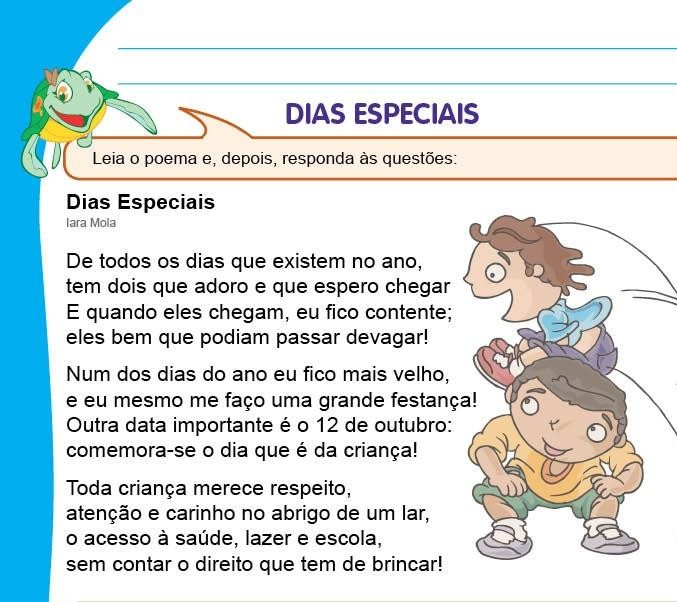 DIAS ESPECIAIS
Leia o poema e, depois, responda às questões:
Dias Especiais
Iara Mola
De todos os dias que existem no ano,
tem dois que adoro e que espero chegar
E quando eles chegam, eu fico contente;
eles bem que podiam passar devagar!
Num dos dias do ano eu fico mais velho,
e eu mesmo me faço uma grande festança!
Outra data importante é o 12 de outubro:
comemora-se o dia que é da criança!
Toda criança merece respeito,
atenção e carinho no abrigo de um lar,
o acesso à saúde, lazer e escola,
sem contar o direito que tem de brincar!